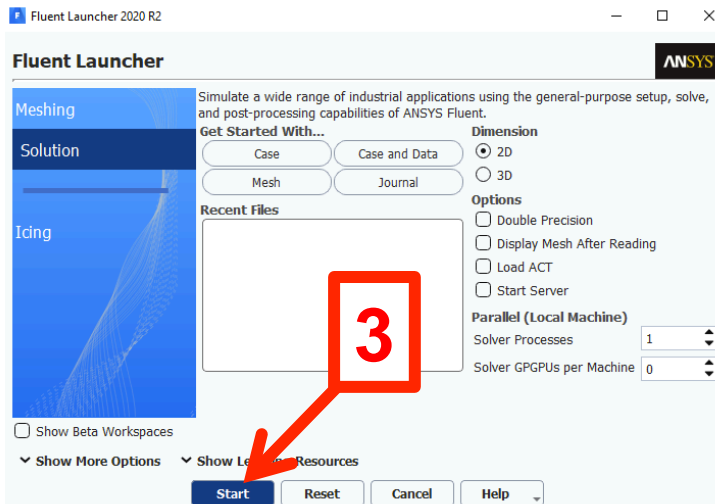 Fluent Launcher 2020 R2
Fluent Launcher
ANSYS
Meshing
Solution
Icing
Simulate a wide range of industrial applications using the general-purpose setup, solve,
and post-processing capabilities of ANSYS Fluent.
Get Started With...
Case
Case and Data
Mesh
Journal
Recent Files
Dimension
2D
3D
Options
Double Precision
Display Mesh After Reading
Load ACT
Start Server
Parallel (Local Machine)
Solver Processes
1
Solver GPGPUs per Machine
0
3
Show Beta Workspaces
Show More Options
Show Resources
Start
Reset
Cancel
Help